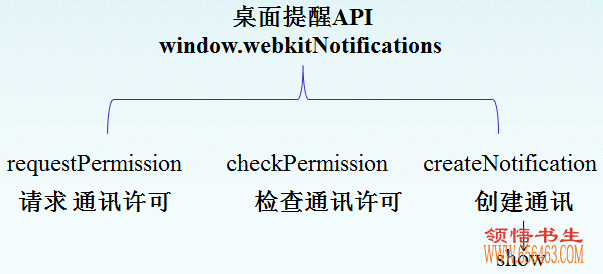 桌面提醒API
window.webkitNotifications
requestPermission checkPermission createNotification
请求 通讯许可 检查通讯许可 创建通讯
领悟书生
show
www.656463.com